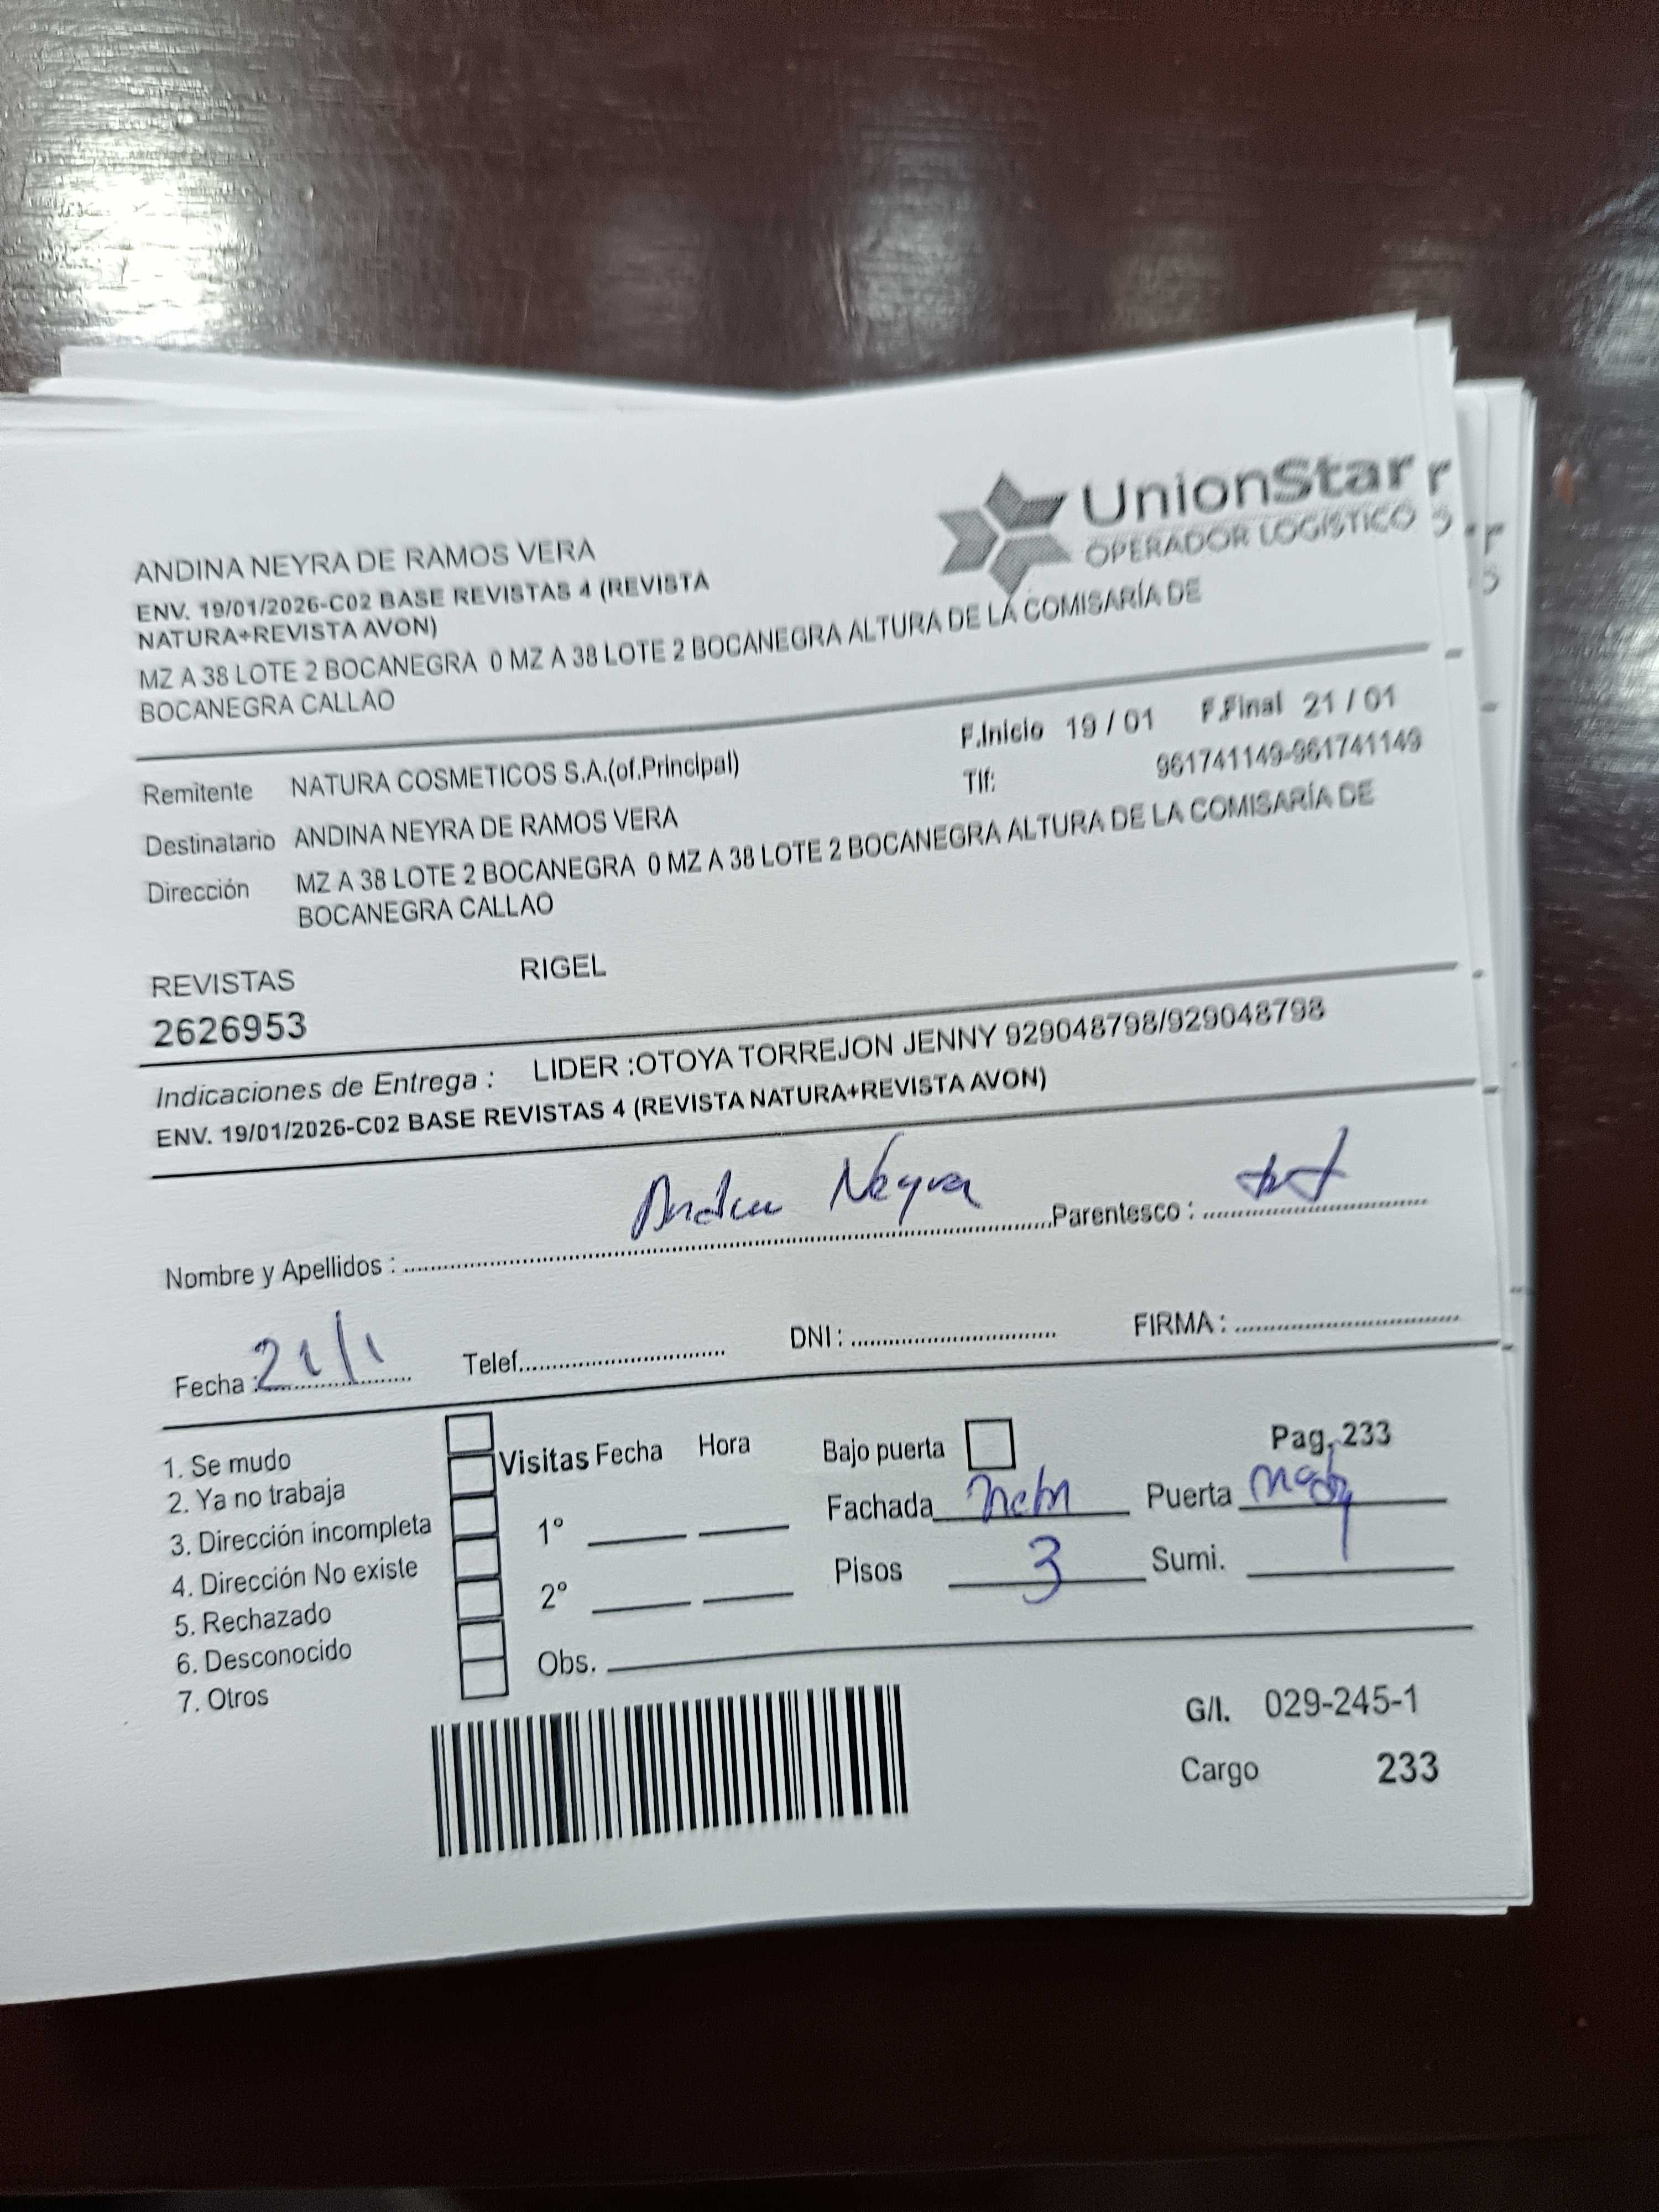 UnionStar r
OPERADOR LOGÍSTICO
ANDINA NEYRA DE RAMOS VERA
ENV. 19/01/2026-C02 BASE REVISTAS 4 (REVISTA
NATURA+REVISTA AVON)
MZ A 38 LOTE 2 BOCANEGRA 0 MZ A 38 LOTE 2 BOCANEGRA ALTURA DE LA COMISARÍA DE
BOCANEGRA CALLAO
F.Inicio 19 / 01 F.Final 21 / 01
Remitente NATURA COSMETICOS S.A.(of.Principal)
Tlf: 961741149-961741149
Destinatario ANDINA NEYRA DE RAMOS VERA
Dirección MZ A 38 LOTE 2 BOCANEGRA 0 MZ A 38 LOTE 2 BOCANEGRA ALTURA DE LA COMISARÍA DE
BOCANEGRA CALLAO
REVISTAS RIGEL
2626953
Indicaciones de Entrega : LIDER :OTOYA TORREJON JENNY 929048798/929048798
ENV. 19/01/2026-C02 BASE REVISTAS 4 (REVISTA NATURA+REVISTA AVON)
Nombre y Apellidos : Neyra Parentesco :
Fecha : 21/1 Telef. DNI : FIRMA :
1. Se mudo
2. Ya no trabaja
3. Dirección incompleta
4. Dirección No existe
5. Rechazado
6. Desconocido
7. Otros
Visitas Fecha Hora
1°
2°
Obs.
Bajo puerta Pag. 233
Fachada Puerta
Pisos 3 Sumi.
G/I. 029-245-1
Cargo 233